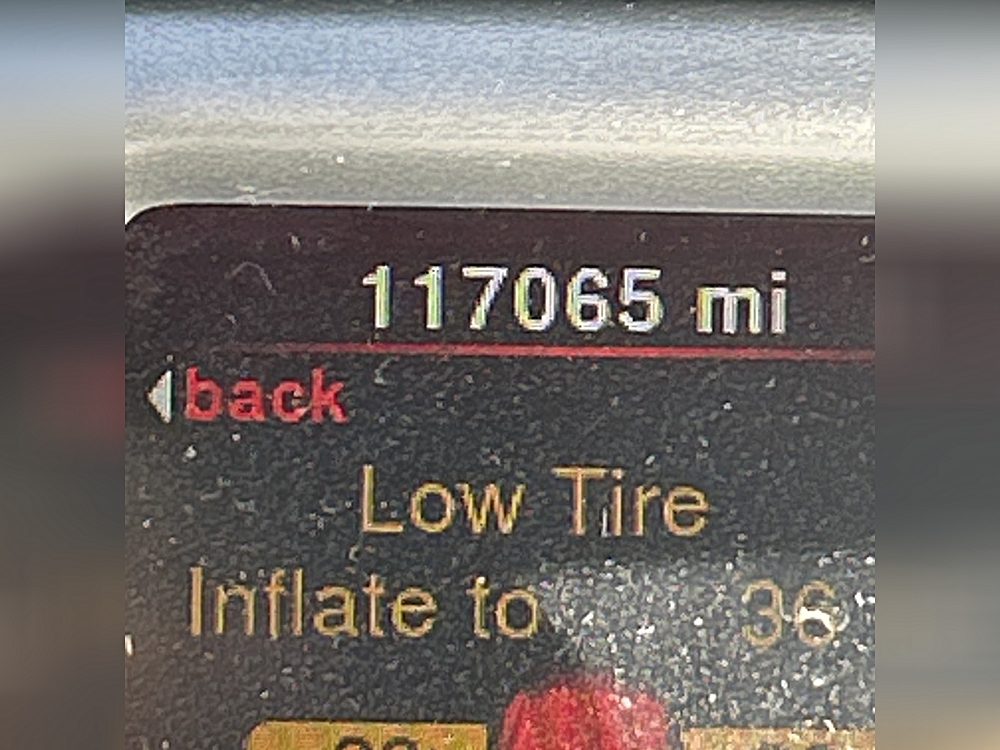 117065 mi
back
Low Tire
Inflate to 36